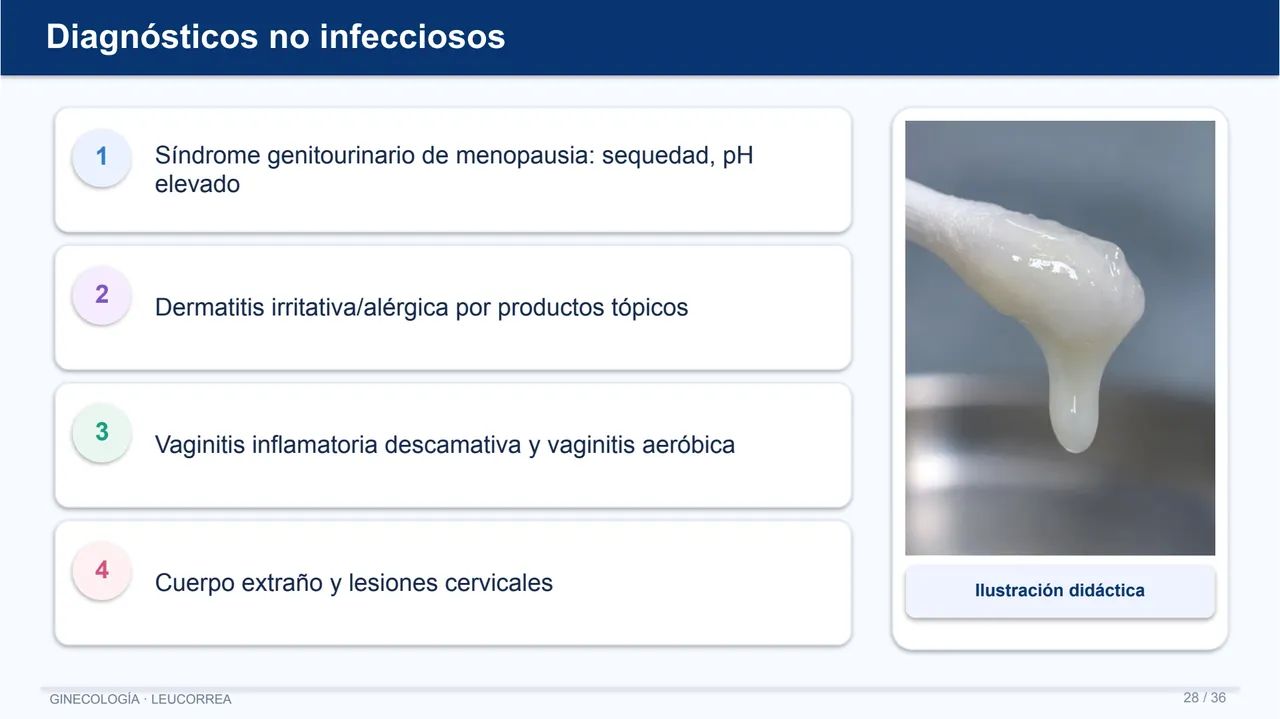 Diagnósticos no infecciosos
1
Síndrome genitourinario de menopausia: sequedad, pH
elevado
2
Dermatitis irritativa/alérgica por productos tópicos
3
Vaginitis inflamatoria descamativa y vaginitis aeróbica
4
Cuerpo extraño y lesiones cervicales
Ilustración didáctica
GINECOLOGÍA · LEUCORREA
28 / 36